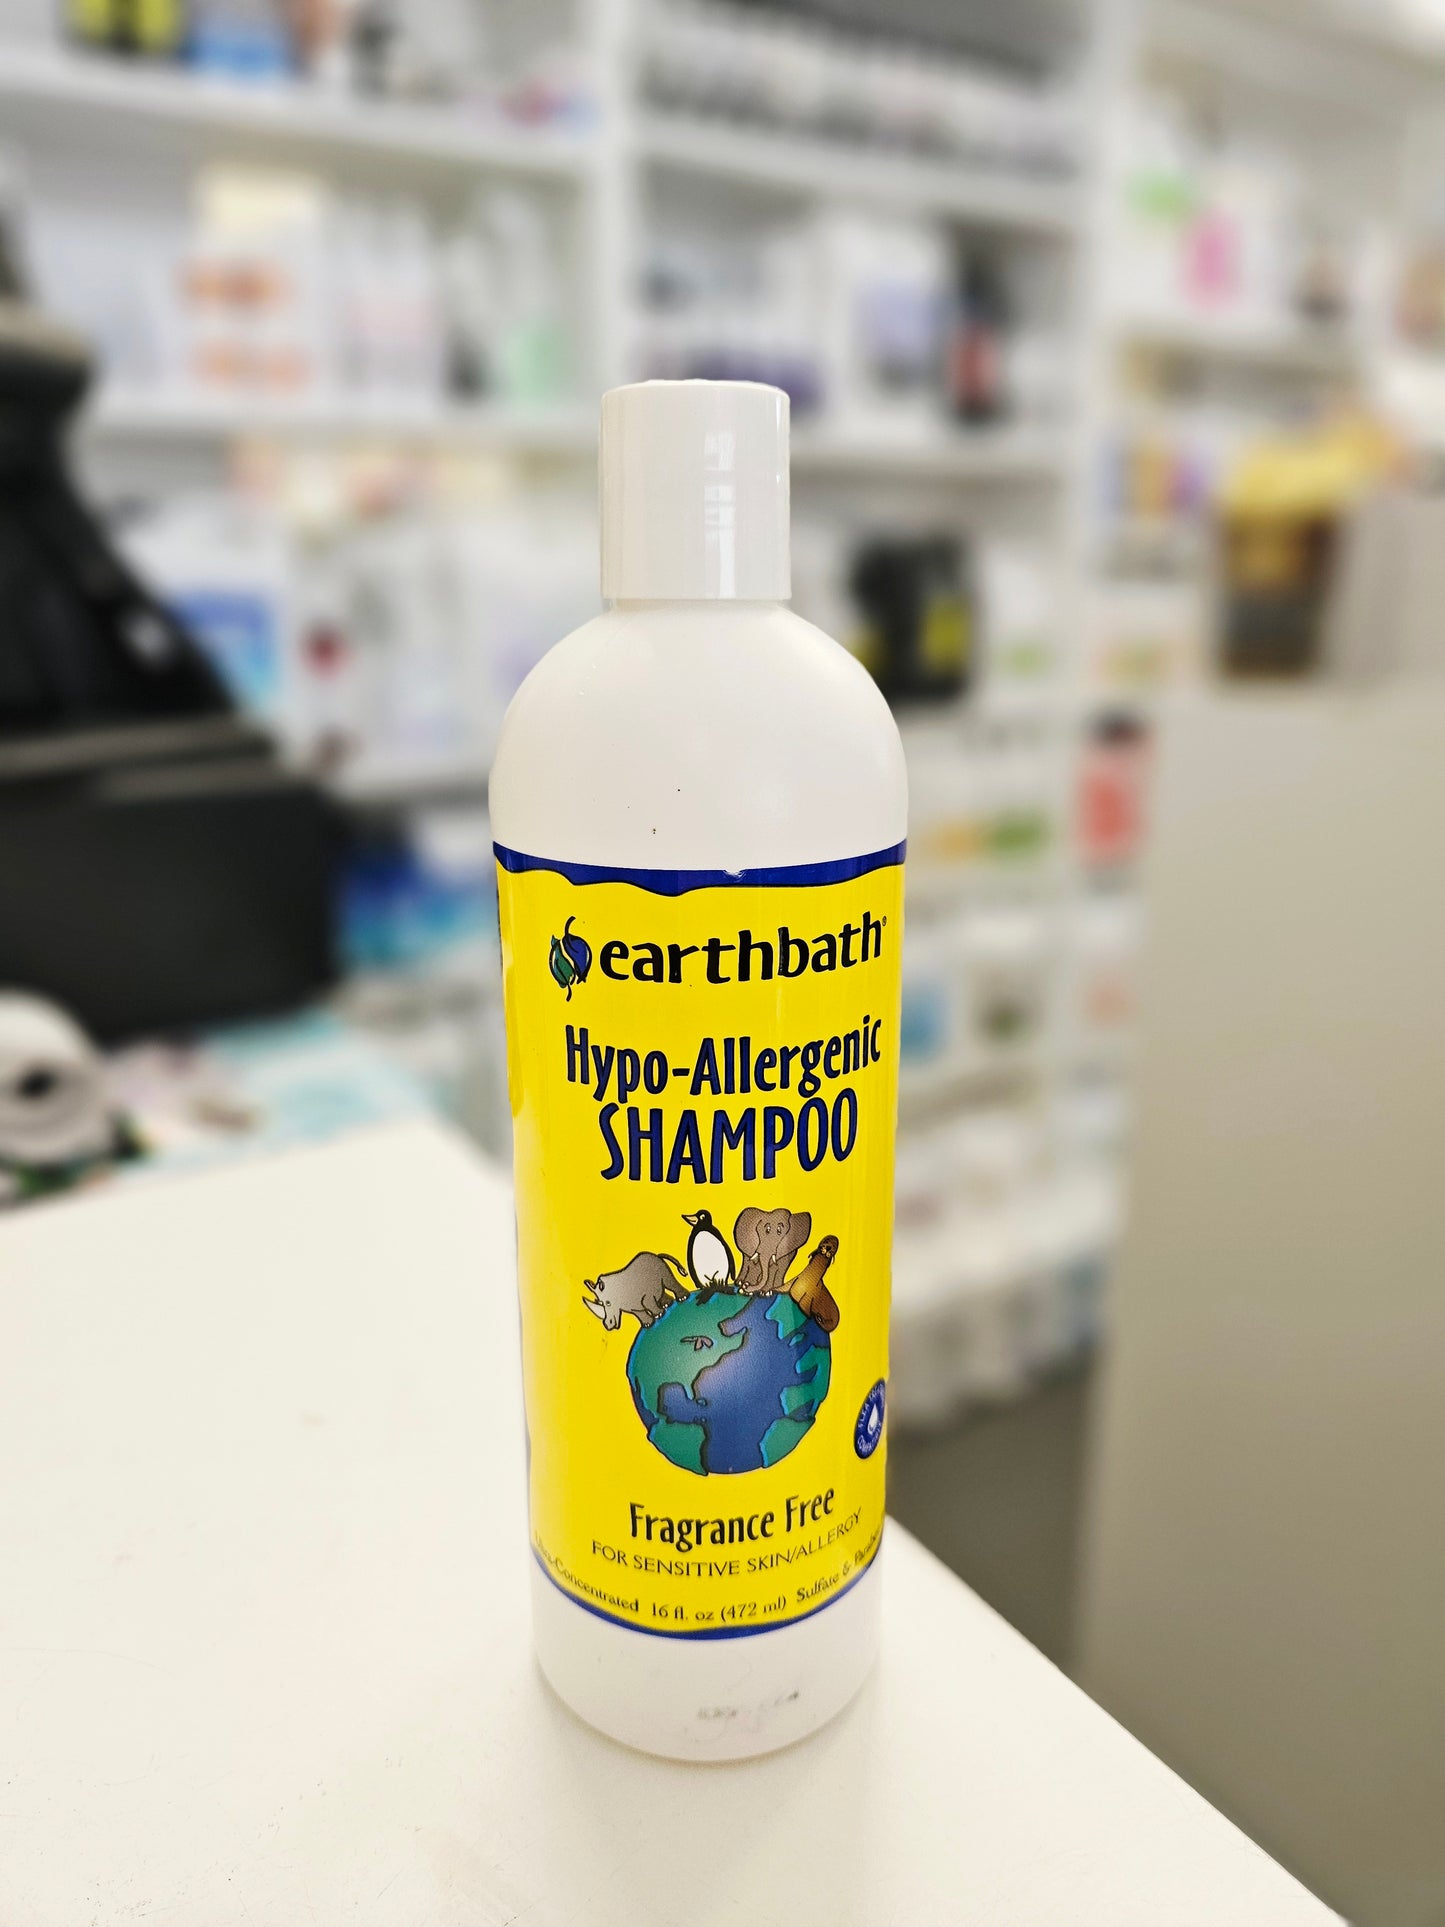 earthbath®
Hypo-Allergenic
SHAMPOO
Fragrance Free
FOR SENSITIVE SKIN/ALLERGY
Concentrated 16 fl. oz (472 ml) Sulfate &